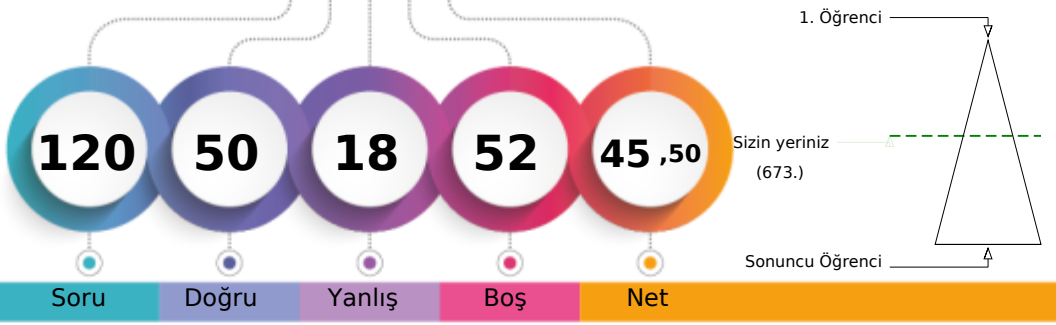 120 50 18 52 45 ,50
Soru Doğru Yanlış Boş Net
1. Öğrenci
Sizin yeriniz
(673.)
Sonuncu Öğrenci